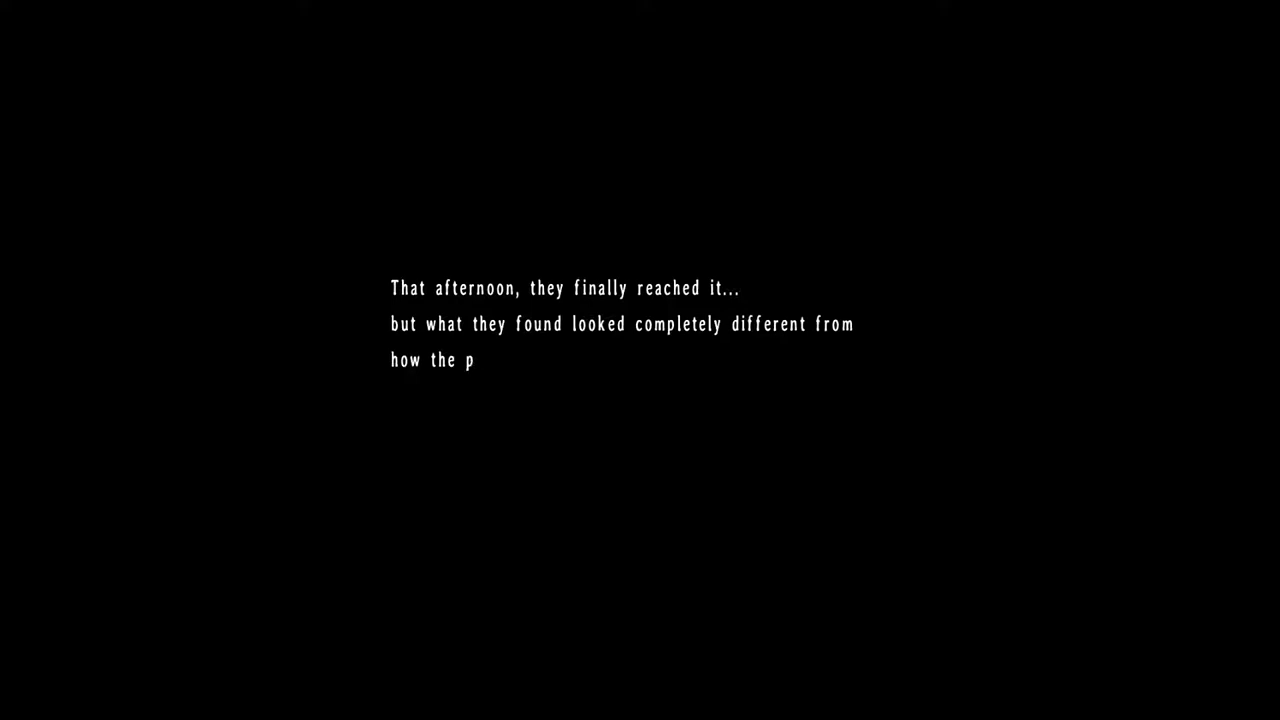 That afternoon, they finally reached it...
but what they found looked completely different from
how the p